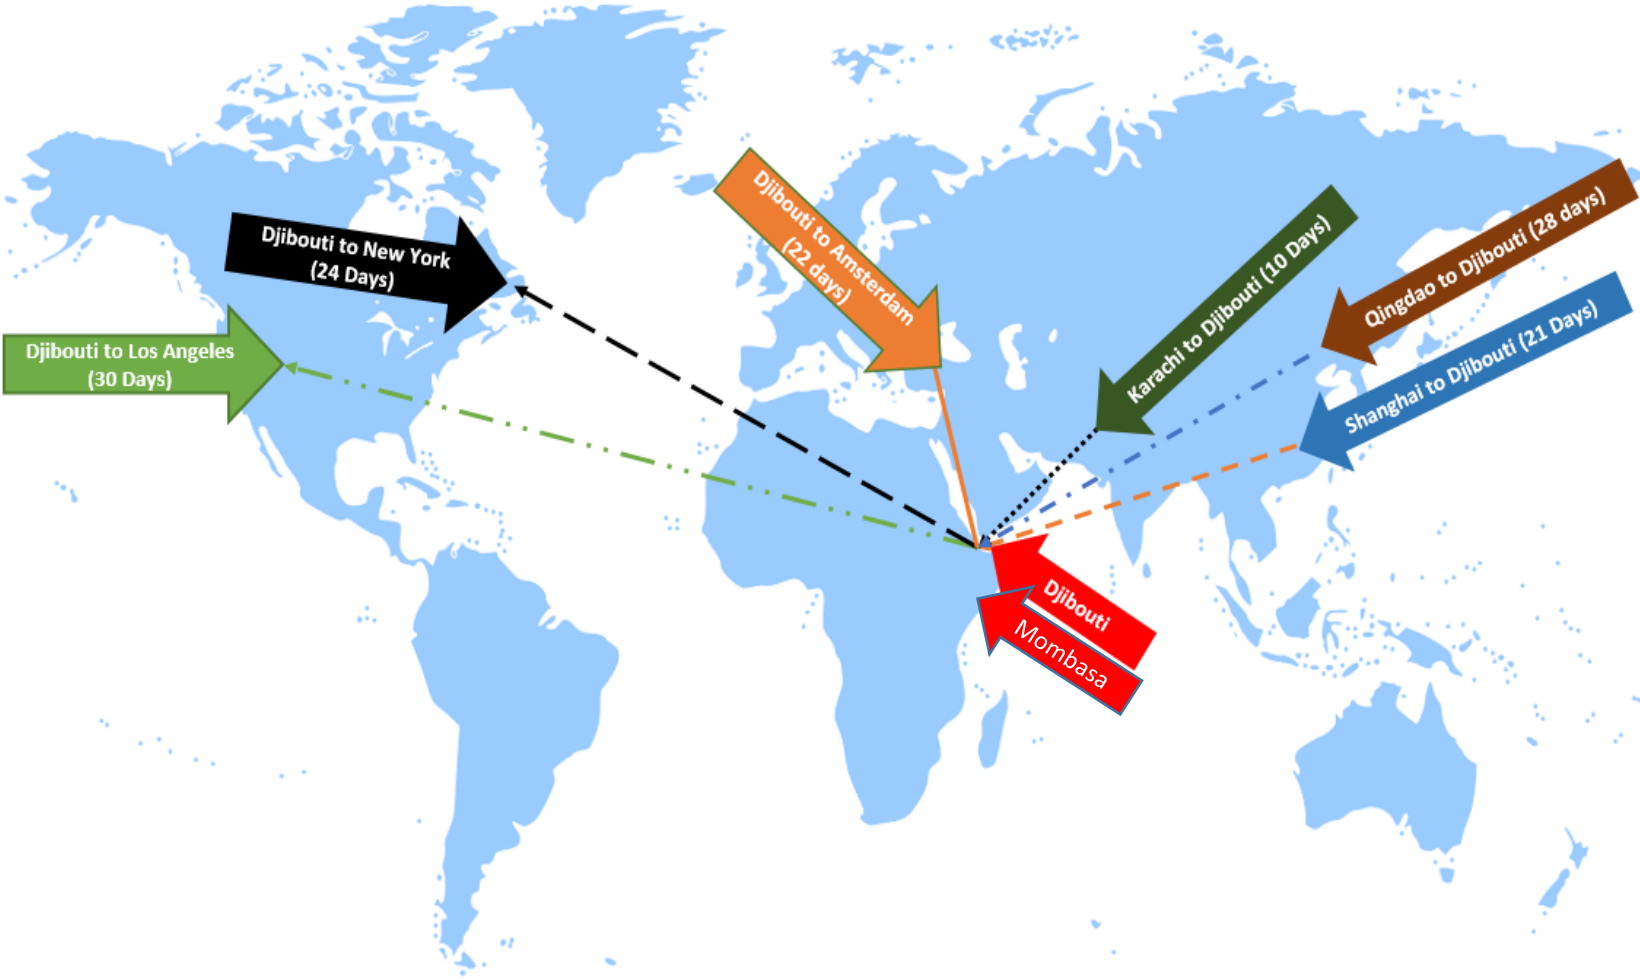 Djibouti to New York
(24 Days)
Djibouti to Los Angeles
(30 Days)
Djibouti to Amsterdam
(22 days)
Karachi to Djibouti (10 Days)
Qingdao to Djibouti (28 days)
Shanghai to Djibouti (21 Days)
Djibouti
Mombasa